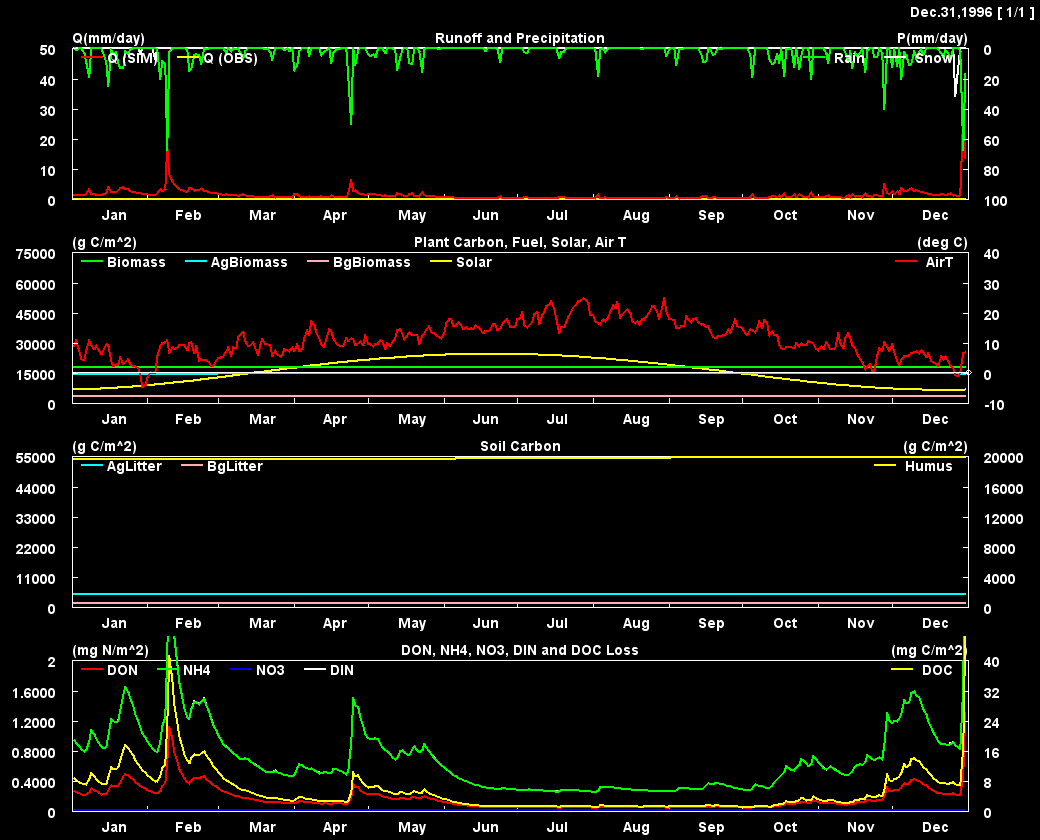 Dec.31,1996 [ 1/1 ]
Q(mm/day) Runoff and Precipitation P(mm/day)
50 Q (SIM) Q (OBS) Rain Snow 0
40 20
30 40
20 60
10 80
0 100
Jan Feb Mar Apr May Jun Jul Aug Sep Oct Nov Dec
(g C/m^2) Plant Carbon, Fuel, Solar, Air T (deg C)
75000 Biomass AgBiomass BgBiomass Solar AirT 40
60000 30
45000 20
30000 10
15000 0
0 -10
Jan Feb Mar Apr May Jun Jul Aug Sep Oct Nov Dec
(g C/m^2) Soil Carbon (g C/m^2)
55000 AgLitter BgLitter Humus 20000
44000 16000
33000 12000
22000 8000
11000 4000
0 0
Jan Feb Mar Apr May Jun Jul Aug Sep Oct Nov Dec
(mg N/m^2) DON, NH4, NO3, DIN and DOC Loss (mg C/m^2)
2 DON NH4 NO3 DIN DOC 40
1.6000 32
1.2000 24
0.8000 16
0.4000 8
0 0
Jan Feb Mar Apr May Jun Jul Aug Sep Oct Nov Dec